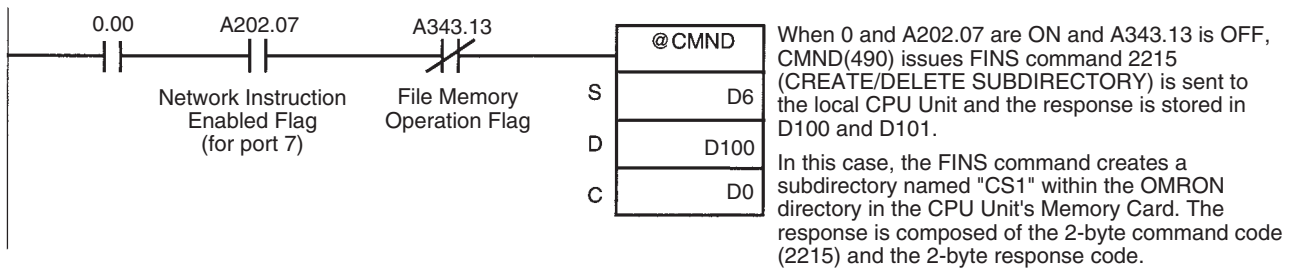 0.00
A202.07
A343.13
Network Instruction
Enabled Flag
(for port 7)
File Memory
Operation Flag
@CMND
S
D6
D
D100
C
D0
When 0 and A202.07 are ON and A343.13 is OFF,
CMND(490) issues FINS command 2215
(CREATE/DELETE SUBDIRECTORY) is sent to
the local CPU Unit and the response is stored in
D100 and D101.
In this case, the FINS command creates a
subdirectory named "CS1" within the OMRON
directory in the CPU Unit's Memory Card. The
response is composed of the 2-byte command code
(2215) and the 2-byte response code.